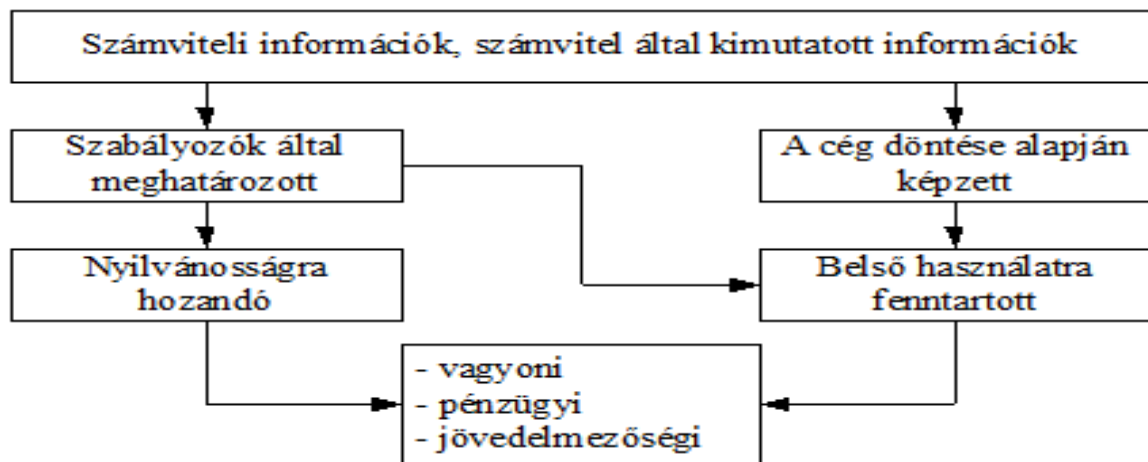 Számviteli információk, számvitel által kimutatott információk
Szabályozók által
meghatározott
A cég döntése alapján
képzett
Nyilvánosságra
hozandó
Belső használatra
fenntartott
- vagyoni
- pénzügyi
- jövedelmezőségi